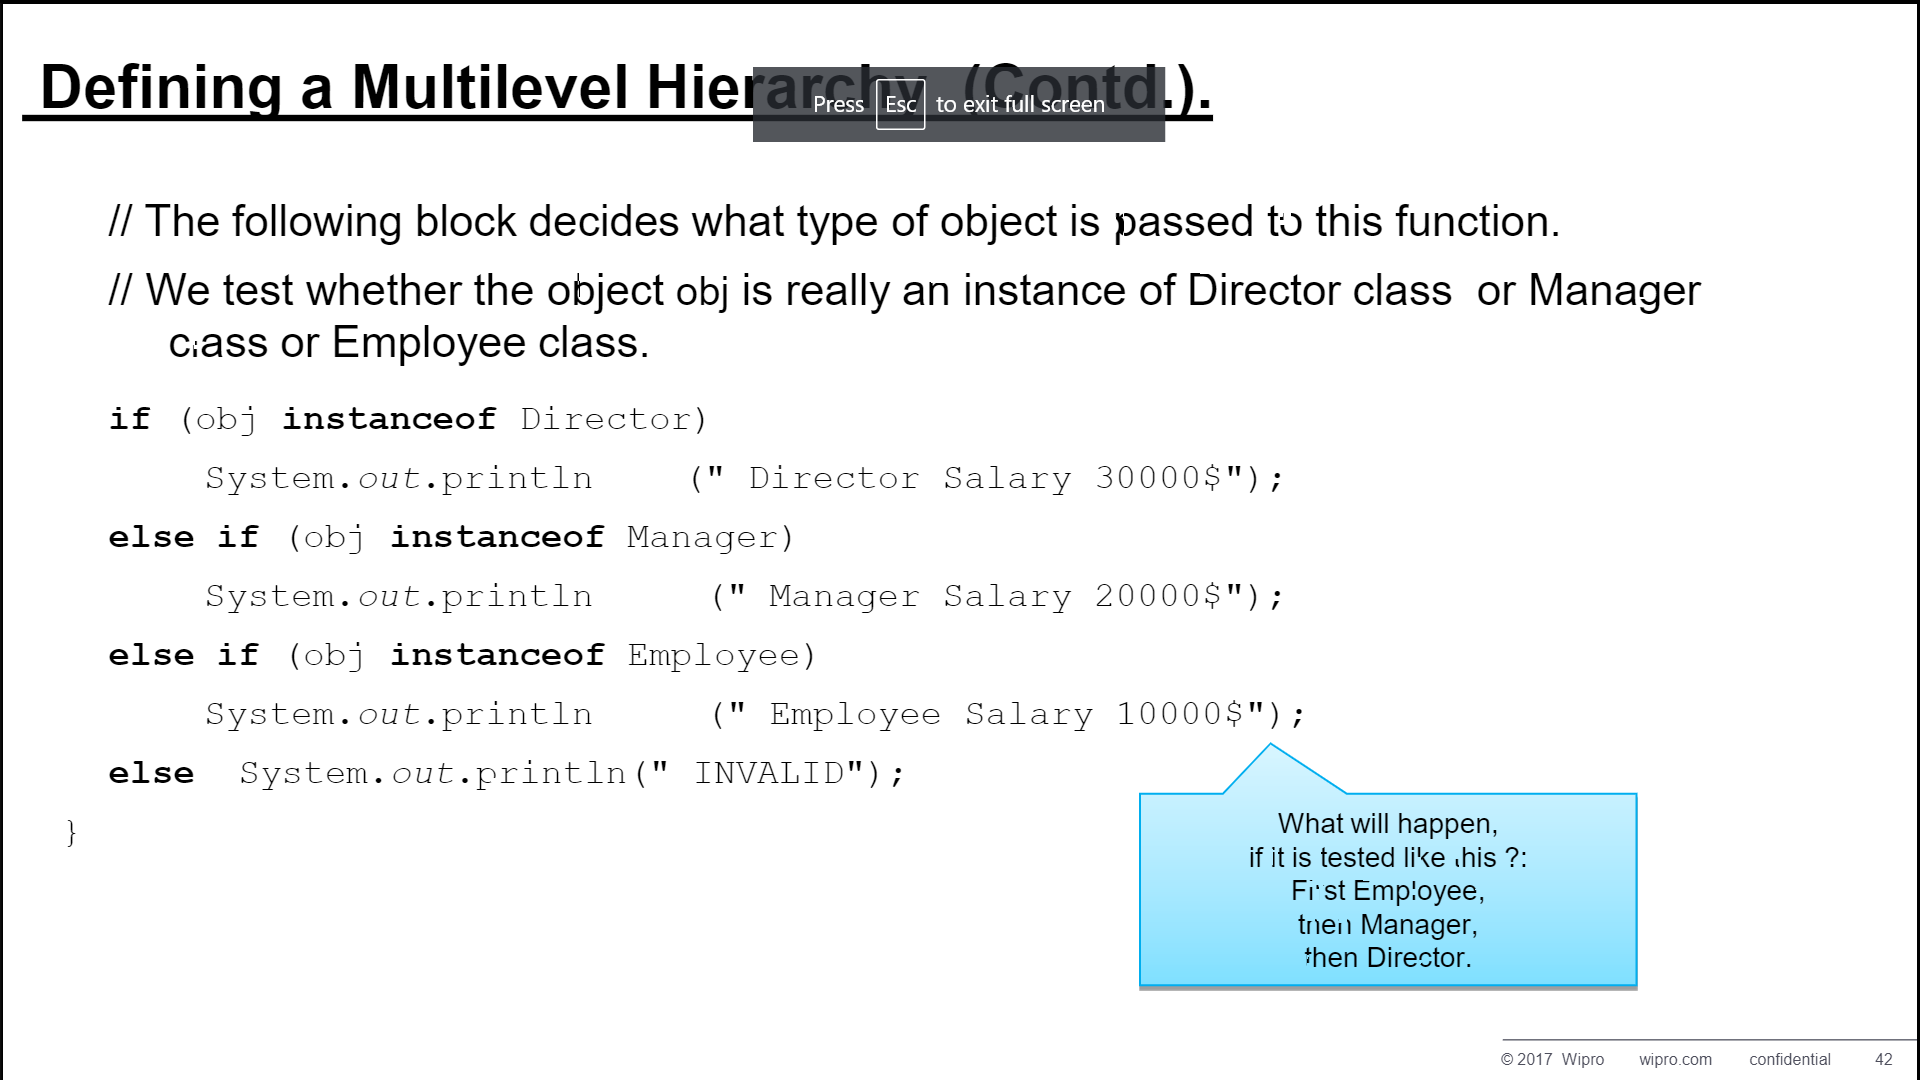 Defining a Multilevel Hierarchy (Contd.).
Press Esc to exit full screen
// The following block decides what type of object is passed to this function.
// We test whether the object obj is really an instance of Director class or Manager
class or Employee class.
if (obj instanceof Director)
System.out.println (" Director Salary 30000$");
else if (obj instanceof Manager)
System.out.println (" Manager Salary 20000$");
else if (obj instanceof Employee)
System.out.println (" Employee Salary 10000$");
else System.out.println(" INVALID");
}
What will happen,
if it is tested like this ?:
First Employee,
then Manager,
then Director.
© 2017 Wipro wipro.com confidential 42